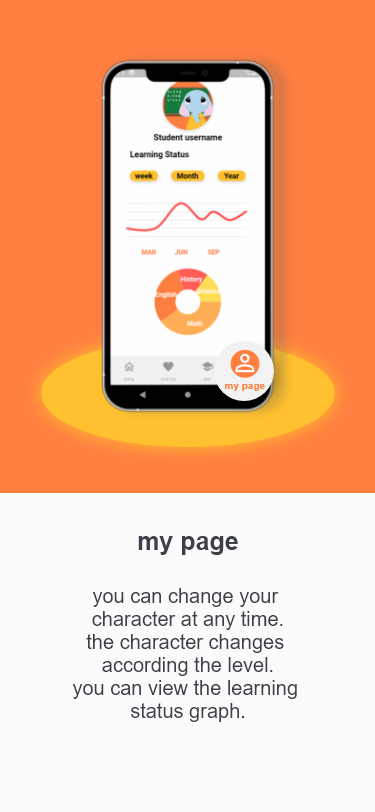 Student username
Learning Status
week Month Year
MAR JUN SEP
History
English
Math
my page
my page
you can change your
character at any time.
the character changes
according the level.
you can view the learning
status graph.